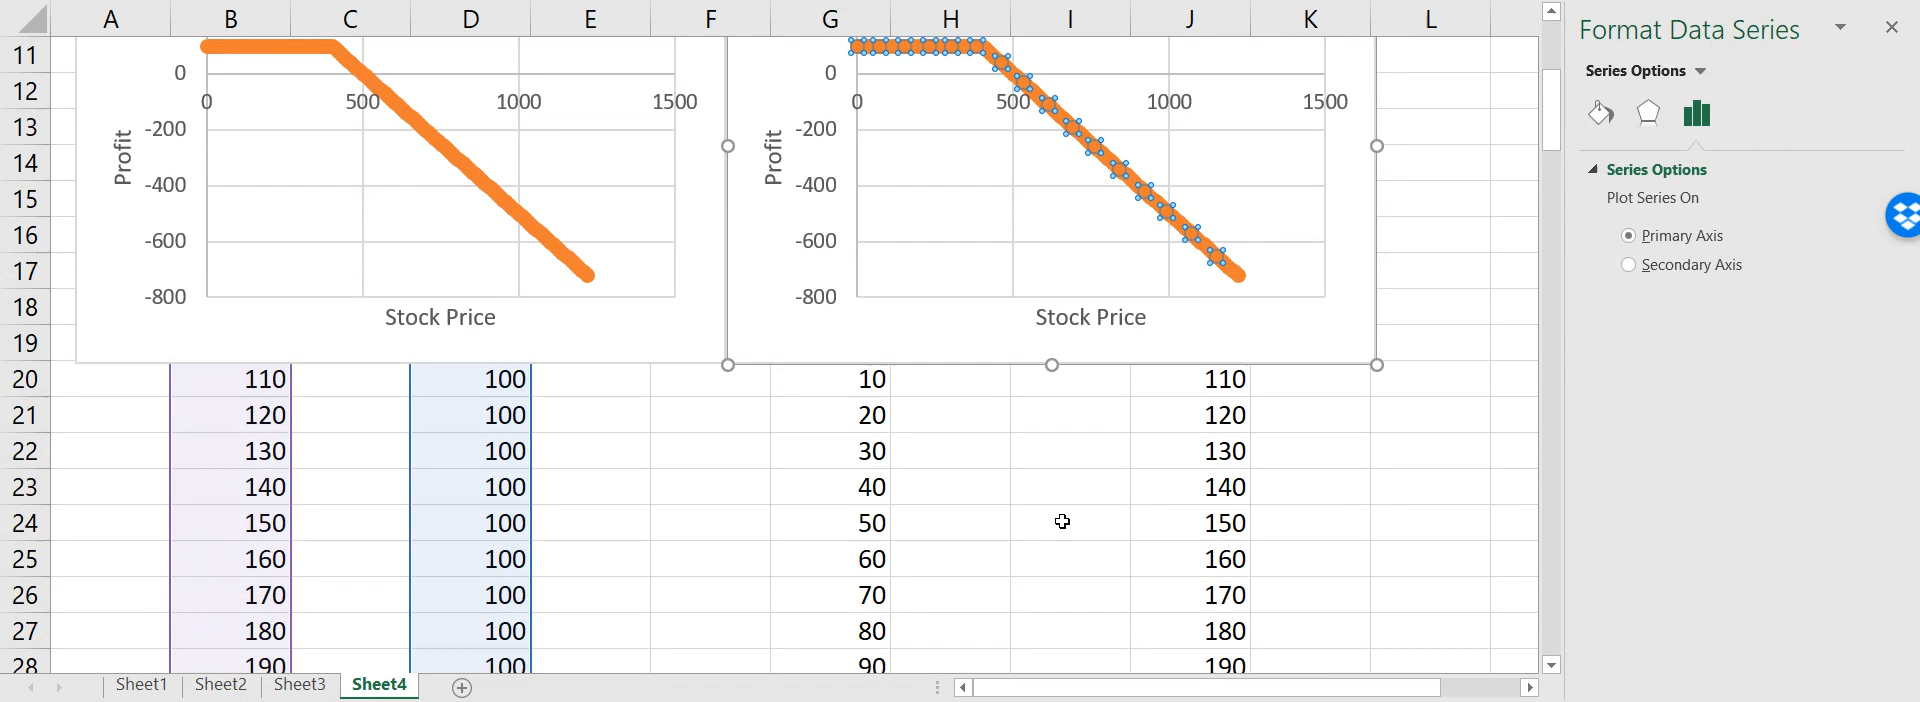 A B C D E F G H I J K L
Format Data Series
Series Options
11
12
13
14
15
16
17
18
19
0
0 500 1000 1500
-200
-400
-600
-800
Profit
Stock Price
0
0 500 1000 1500
-200
-400
-600
-800
Profit
Stock Price
Series Options
Plot Series On
Primary Axis
Secondary Axis
20 110 100 10 110
21 120 100 20 120
22 130 100 30 130
23 140 100 40 140
24 150 100 50 150
25 160 100 60 160
26 170 100 70 170
27 180 100 80 180
28 190 100 90 190
Sheet1 Sheet2 Sheet3 Sheet4